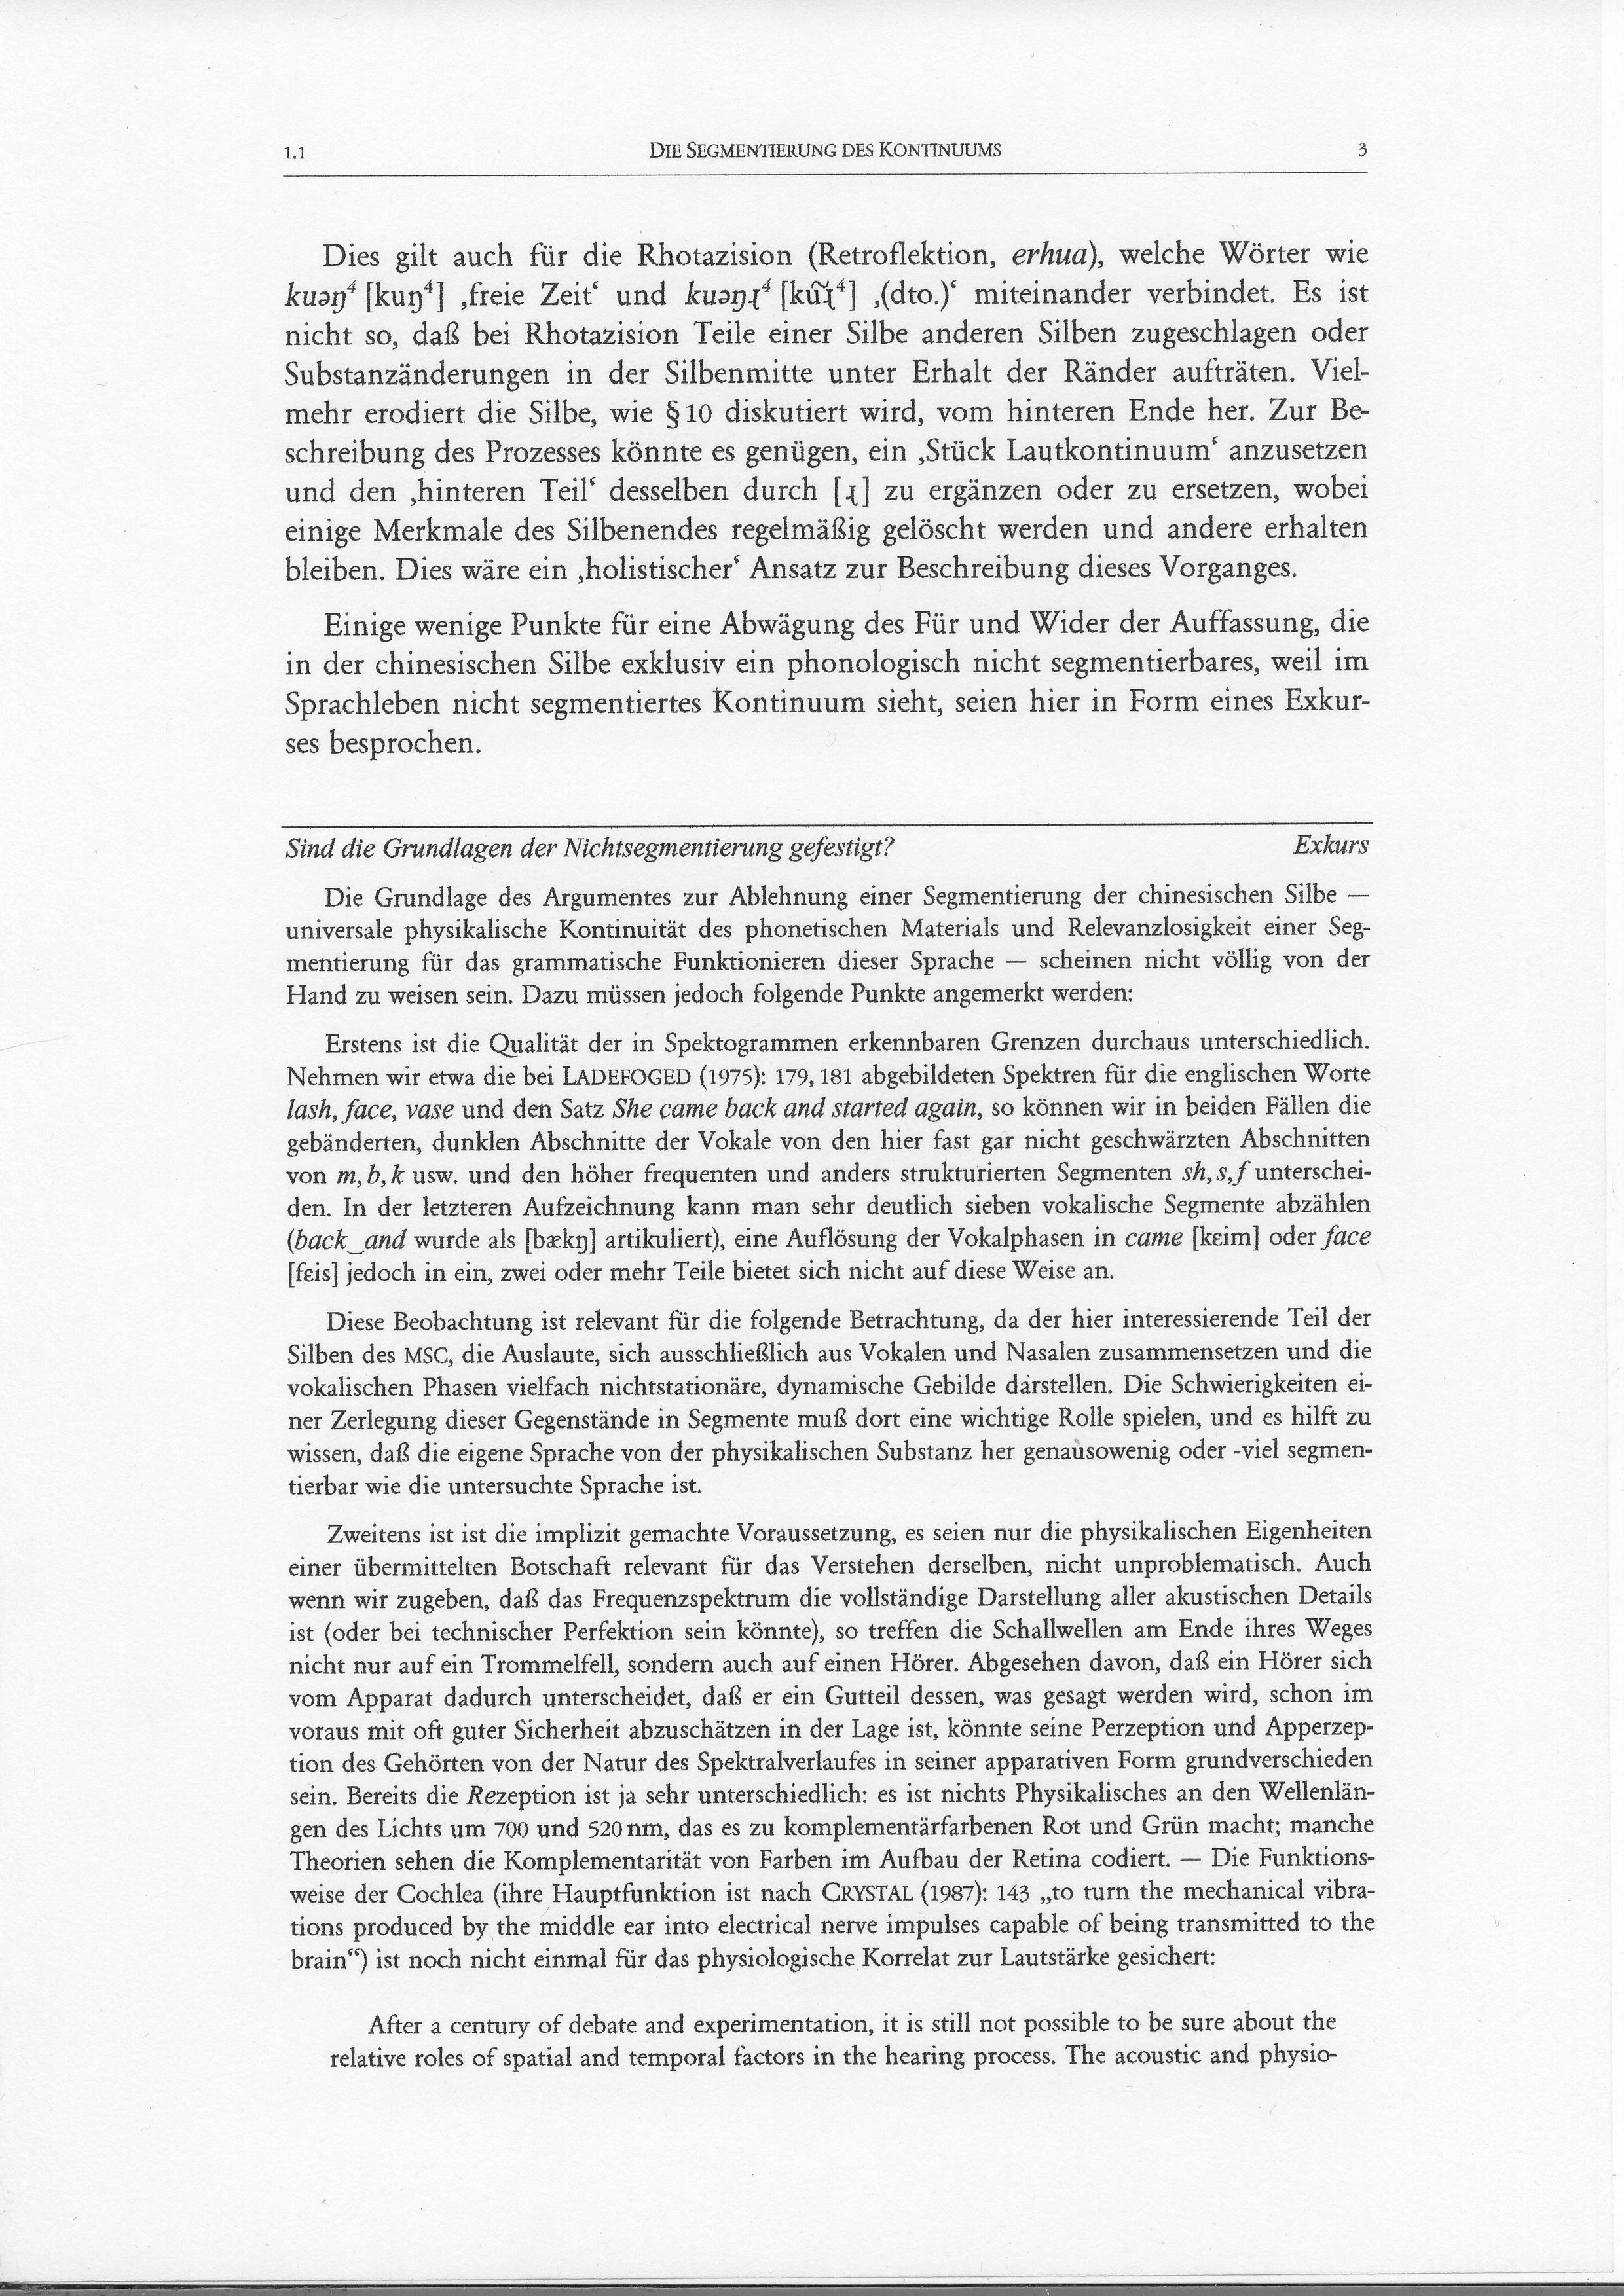 1.1 DIE SEGMENTIERUNG DES KONTINUUMS 3
Dies gilt auch für die Rhotazision (Retroflektion, erhua), welche Wörter wie
kuəŋ⁴ [kuŋ⁴] ‚freie Zeit‘ und kuəŋɻ⁴ [kũɻ⁴] ‚(dto.)‘ miteinander verbindet. Es ist
nicht so, daß bei Rhotazision Teile einer Silbe anderen Silben zugeschlagen oder
Substanzänderungen in der Silbenmitte unter Erhalt der Ränder aufträten. Viel-
mehr erodiert die Silbe, wie § 10 diskutiert wird, vom hinteren Ende her. Zur Be-
schreibung des Prozesses könnte es genügen, ein ‚Stück Lautkontinuum‘ anzusetzen
und den ‚hinteren Teil‘ desselben durch [ɻ] zu ergänzen oder zu ersetzen, wobei
einige Merkmale des Silbenendes regelmäßig gelöscht werden und andere erhalten
bleiben. Dies wäre ein ‚holistischer‘ Ansatz zur Beschreibung dieses Vorganges.
Einige wenige Punkte für eine Abwägung des Für und Wider der Auffassung, die
in der chinesischen Silbe exklusiv ein phonologisch nicht segmentierbares, weil im
Sprachleben nicht segmentiertes Kontinuum sieht, seien hier in Form eines Exkur-
ses besprochen.
Sind die Grundlagen der Nichtsegmentierung gefestigt? Exkurs
Die Grundlage des Argumentes zur Ablehnung einer Segmentierung der chinesischen Silbe —
universale physikalische Kontinuität des phonetischen Materials und Relevanzlosigkeit einer Seg-
mentierung für das grammatische Funktionieren dieser Sprache — scheinen nicht völlig von der
Hand zu weisen sein. Dazu müssen jedoch folgende Punkte angemerkt werden:
Erstens ist die Qualität der in Spektogrammen erkennbaren Grenzen durchaus unterschiedlich.
Nehmen wir etwa die bei LADEFOGED (1975): 179, 181 abgebildeten Spektren für die englischen Worte
lash, face, vase und den Satz She came back and started again, so können wir in beiden Fällen die
gebänderten, dunklen Abschnitte der Vokale von den hier fast gar nicht geschwärzten Abschnitten
von m, b, k usw. und den höher frequenten und anders strukturierten Segmenten sh, s, f unterschei-
den. In der letzteren Aufzeichnung kann man sehr deutlich sieben vokalische Segmente abzählen
(back_and wurde als [bækŋ] artikuliert), eine Auflösung der Vokalphasen in came [kɛim] oder face
[fɛis] jedoch in ein, zwei oder mehr Teile bietet sich nicht auf diese Weise an.
Diese Beobachtung ist relevant für die folgende Betrachtung, da der hier interessierende Teil der
Silben des MSC, die Auslaute, sich ausschließlich aus Vokalen und Nasalen zusammensetzen und die
vokalischen Phasen vielfach nichtstationäre, dynamische Gebilde darstellen. Die Schwierigkeiten ei-
ner Zerlegung dieser Gegenstände in Segmente muß dort eine wichtige Rolle spielen, und es hilft zu
wissen, daß die eigene Sprache von der physikalischen Substanz her genausowenig oder -viel segmen-
tierbar wie die untersuchte Sprache ist.
Zweitens ist ist die implizit gemachte Voraussetzung, es seien nur die physikalischen Eigenheiten
einer übermittelten Botschaft relevant für das Verstehen derselben, nicht unproblematisch. Auch
wenn wir zugeben, daß das Frequenzspektrum die vollständige Darstellung aller akustischen Details
ist (oder bei technischer Perfektion sein könnte), so treffen die Schallwellen am Ende ihres Weges
nicht nur auf ein Trommelfell, sondern auch auf einen Hörer. Abgesehen davon, daß ein Hörer sich
vom Apparat dadurch unterscheidet, daß er ein Gutteil dessen, was gesagt werden wird, schon im
voraus mit oft guter Sicherheit abzuschätzen in der Lage ist, könnte seine Perzeption und Apperzep-
tion des Gehörten von der Natur des Spektralverlaufes in seiner apparativen Form grundverschieden
sein. Bereits die Rezeption ist ja sehr unterschiedlich: es ist nichts Physikalisches an den Wellenlän-
gen des Lichts um 700 und 520 nm, das es zu komplementärfarbenen Rot und Grün macht; manche
Theorien sehen die Komplementarität von Farben im Aufbau der Retina codiert. — Die Funktions-
weise der Cochlea (ihre Hauptfunktion ist nach CRYSTAL (1987): 143 „to turn the mechanical vibra-
tions produced by the middle ear into electrical nerve impulses capable of being transmitted to the
brain“) ist noch nicht einmal für das physiologische Korrelat zur Lautstärke gesichert:
After a century of debate and experimentation, it is still not possible to be sure about the
relative roles of spatial and temporal factors in the hearing process. The acoustic and physio-